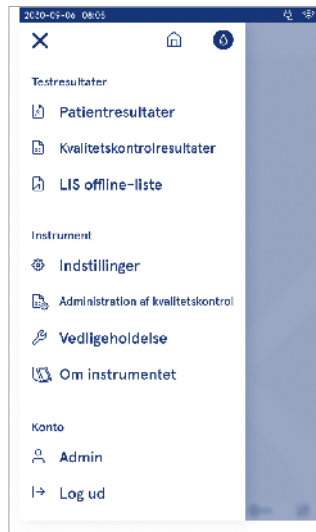 2030-09-06 08:05
Testresultater
Patientresultater
Kvalitetskontrolresultater
LIS offline-liste
Instrument
Indstillinger
Administration af kvalitetskontrol
Vedligeholdelse
Om instrumentet
Konto
Admin
Log ud